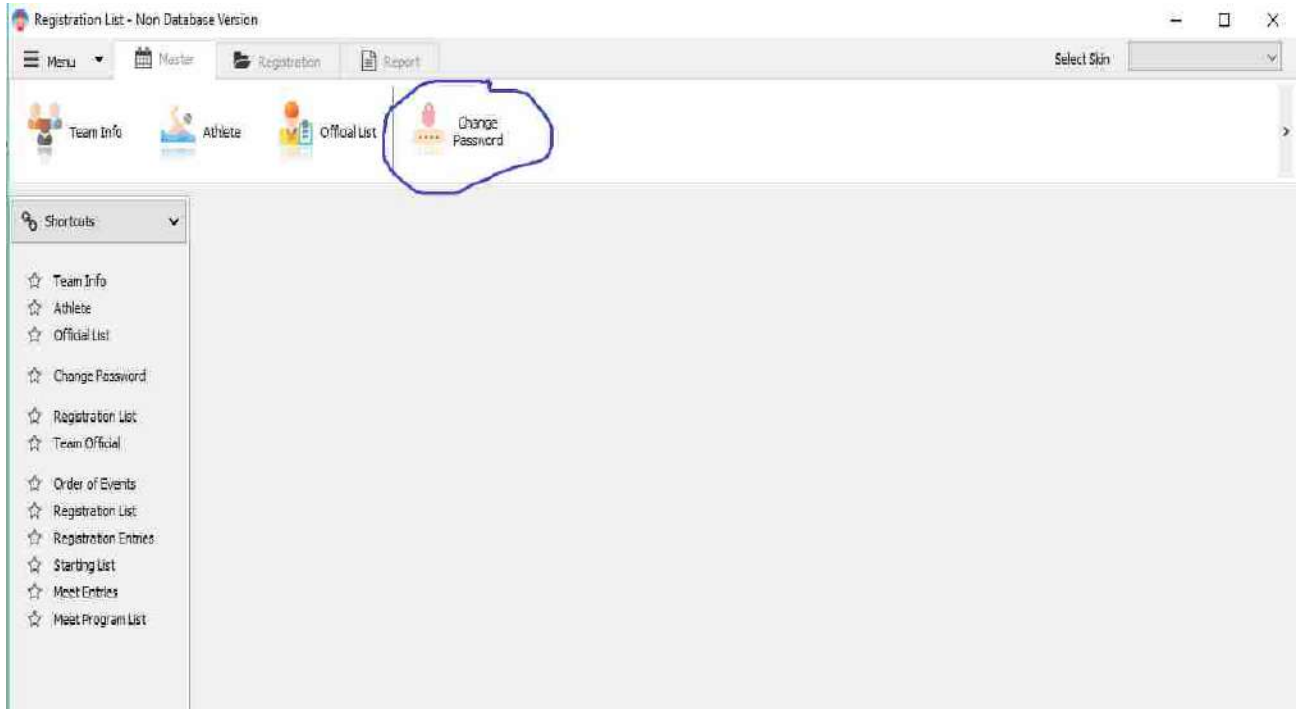 Registration List - Non Database Version
Menu Master Registration Report Select Skin
Team Info Athlete Official List Change
Password
Shortcuts
Team Info
Athlete
Official List
Change Password
Registration List
Team Official
Order of Events
Registration List
Registration Entries
Starting List
Meet Entries
Meet Program List